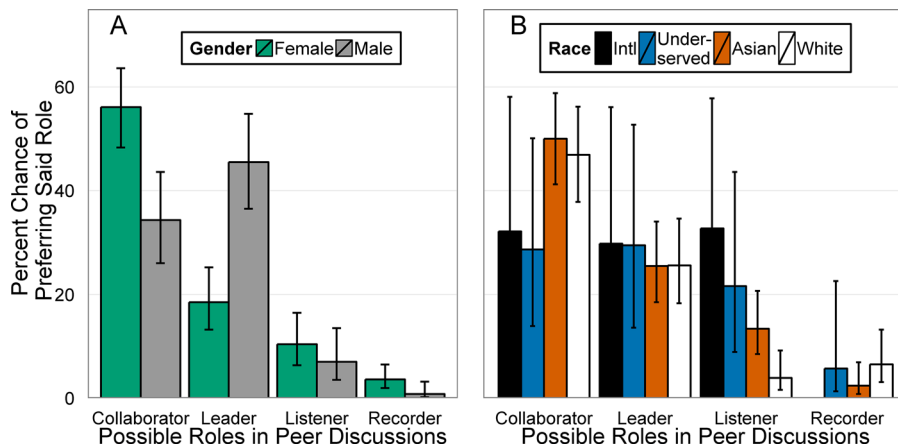 Percent Chance of
Preferring Said Role
60
40
20
0
A
Gender Female Male
Collaborator Leader Listener Recorder
Possible Roles in Peer Discussions
B
Race Intl Under-served Asian White
Collaborator Leader Listener Recorder
Possible Roles in Peer Discussions